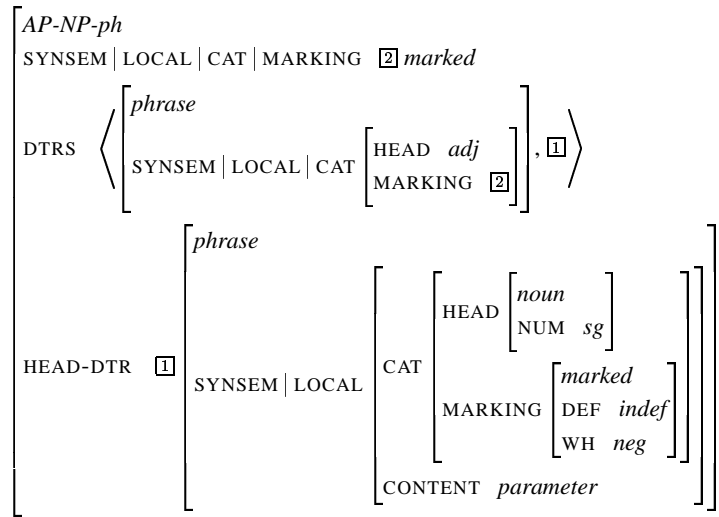 AP-NP-ph
SYNSEM | LOCAL | CAT | MARKING 2 marked
phrase
DTRS ⟨ SYNSEM | LOCAL | CAT [ HEAD adj
MARKING 2 ] , 1 ⟩
phrase
HEAD-DTR 1 SYNSEM | LOCAL
CAT
HEAD [ noun
NUM sg ]
MARKING [ marked
DEF indef
WH neg ]
CONTENT parameter